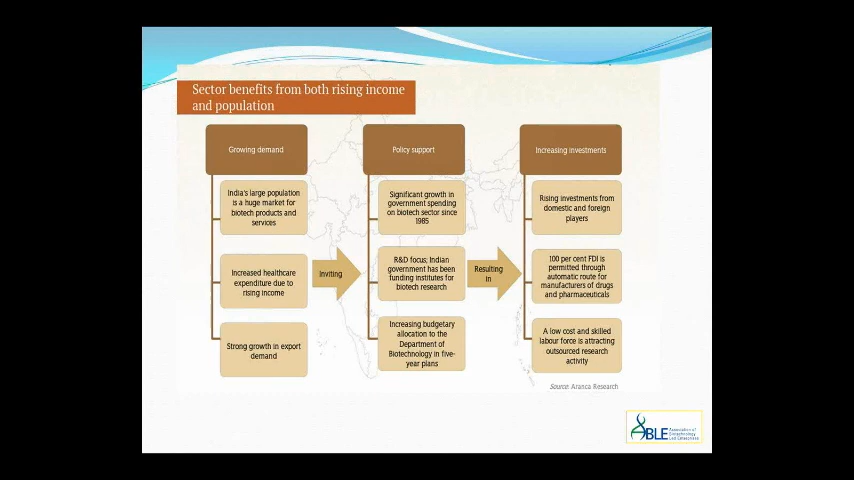 Sector benefits from both rising income
and population
Growing demand
India's large population
is a huge market for
biotech products and
services
Increased healthcare
expenditure due to
rising income
Strong growth in export
demand
Inviting
Policy support
Significant growth in
government spending
on biotech sector since
1985
R&D focus; Indian
government has been
funding institutes for
biotech research
Increasing budgetary
allocation to the
Department of
Biotechnology in five-
year plans
Resulting
in
Increasing investments
Rising investments from
domestic and foreign
players
100 per cent FDI is
permitted through
automatic route for
manufacturers of drugs
and pharmaceuticals
A low cost and skilled
labour force is attracting
outsourced research
activity
Source: Aranca Research
ABLE
Association of
Biotechnology
Led Enterprises